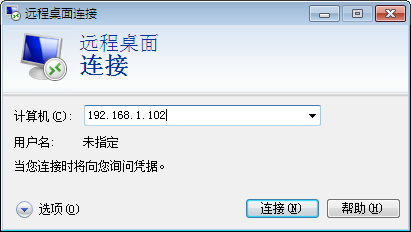 远程桌面连接
远程桌面
连接
计算机(C): 192.168.1.102
用户名: 未指定
当您连接时将向您询问凭据。
选项(O) 连接(N) 帮助(H)